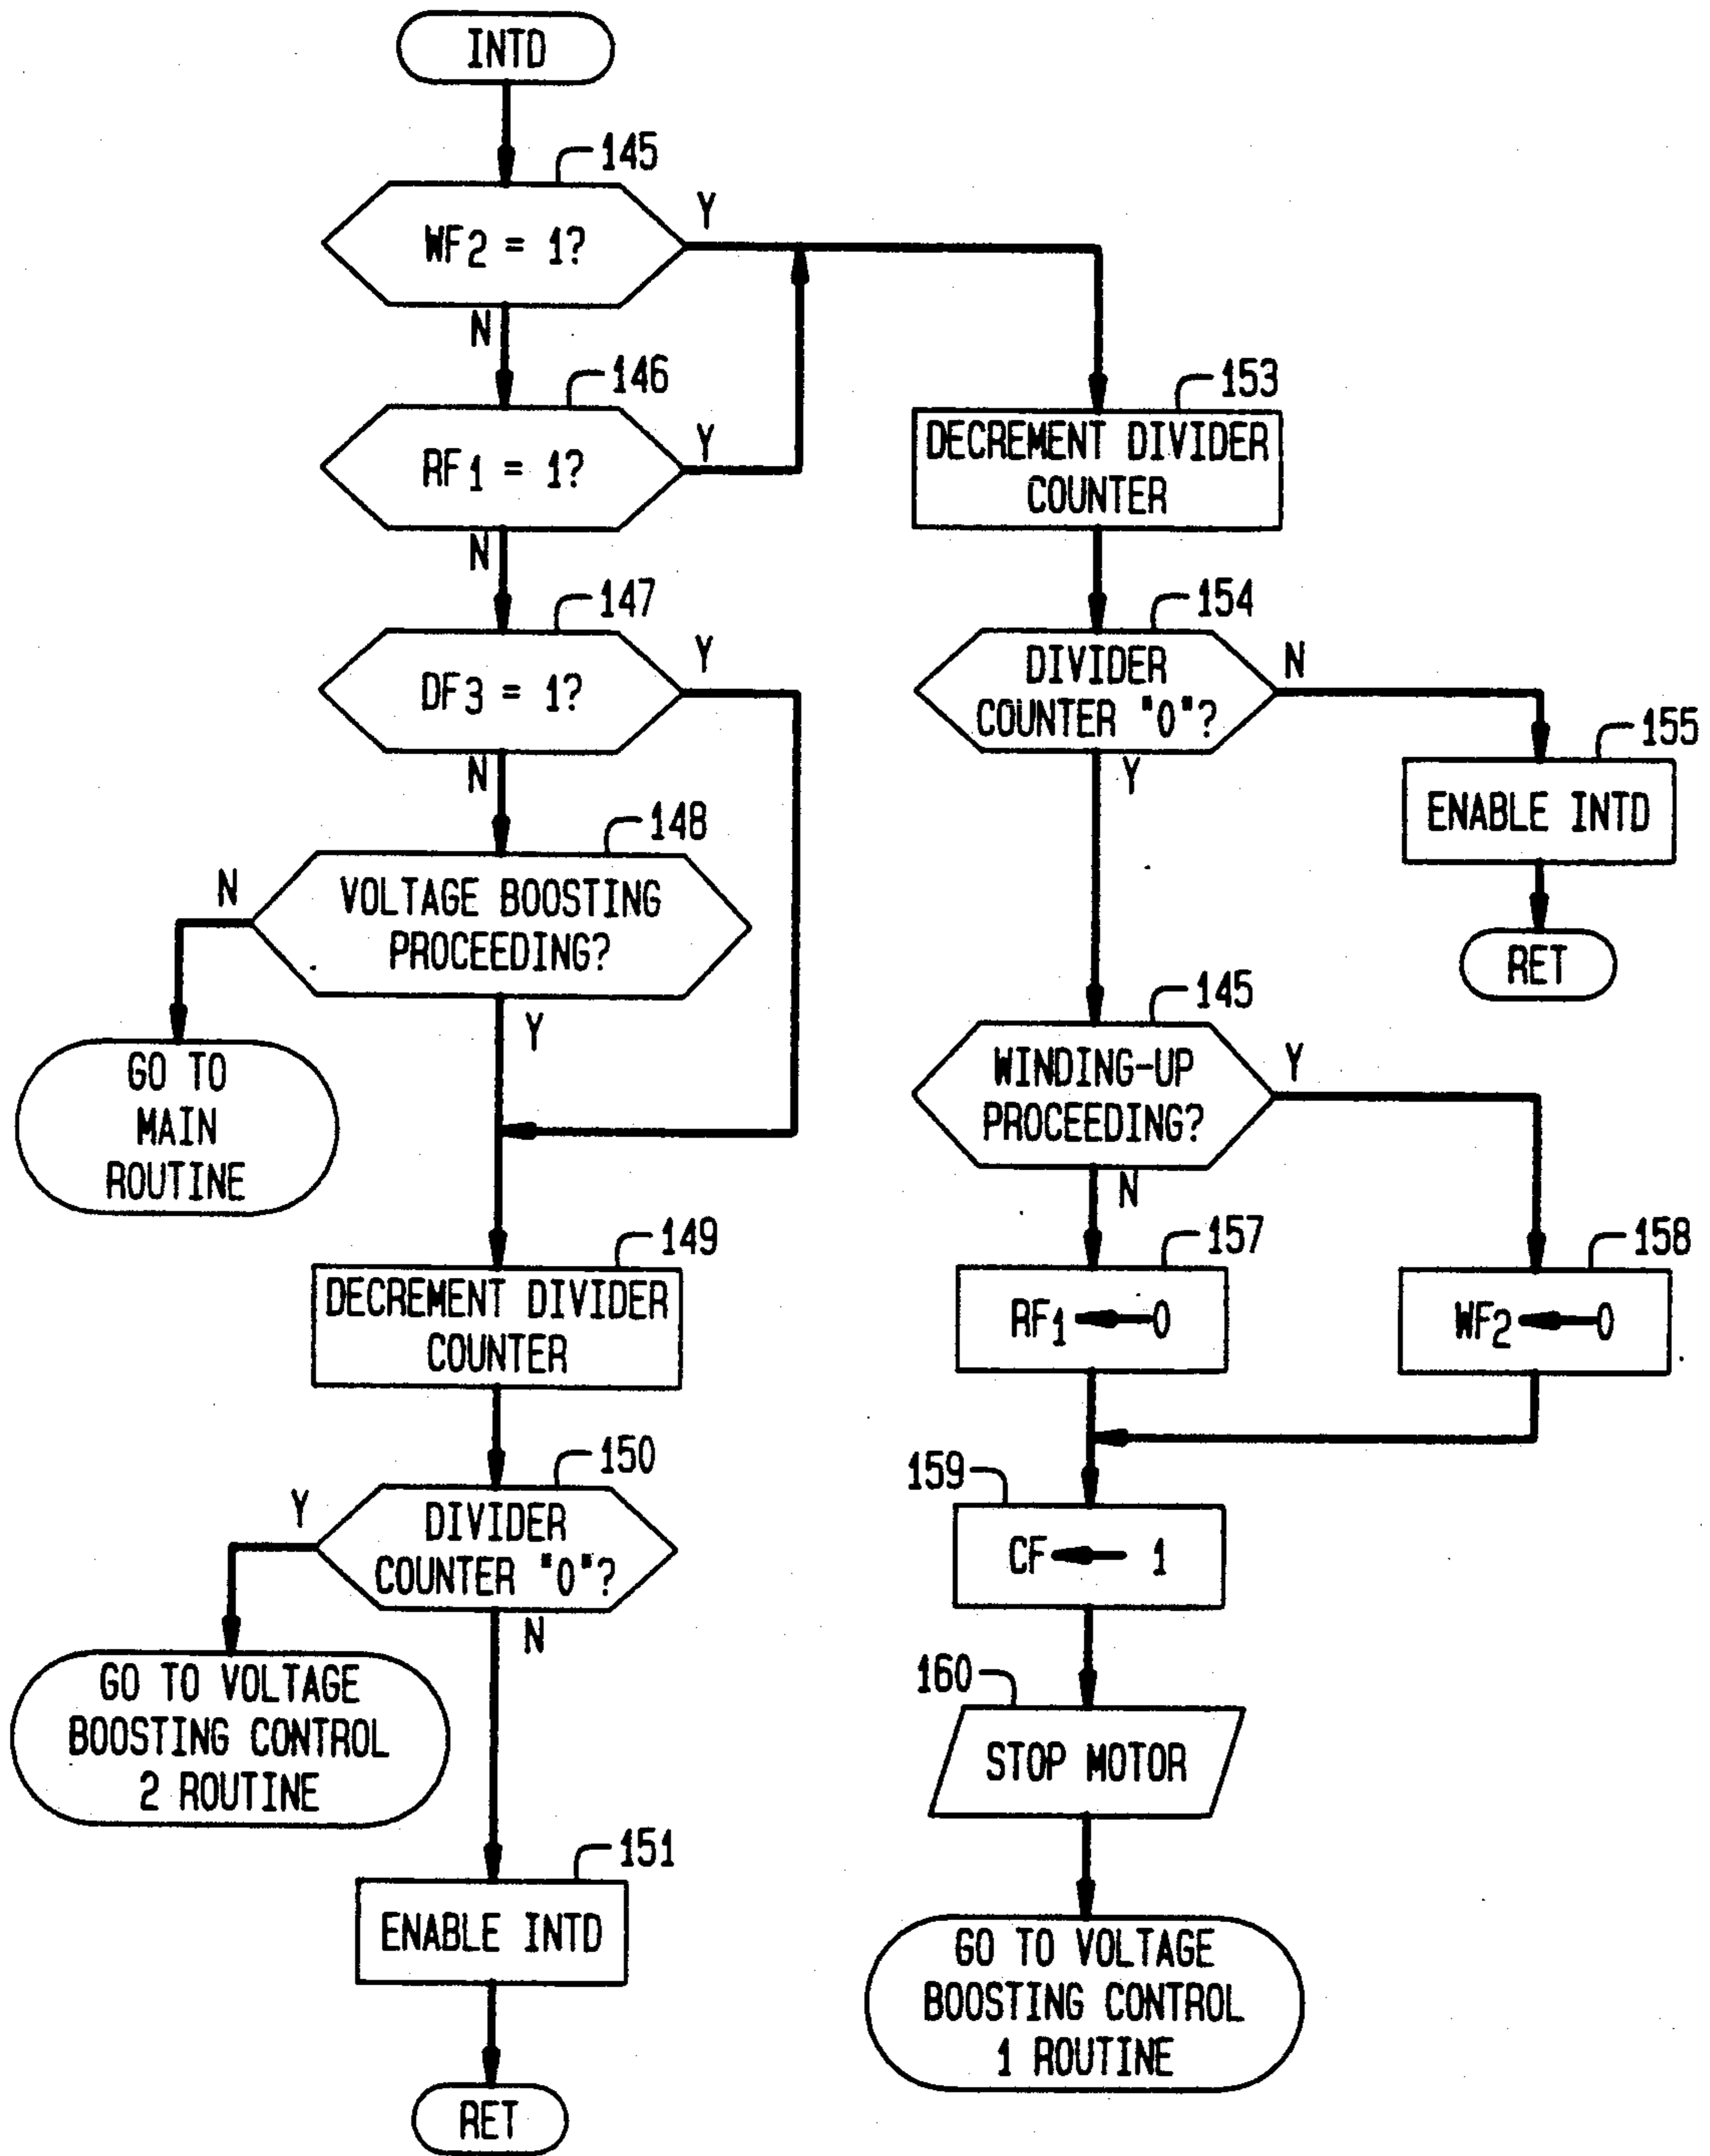 INTD
145
WF2 = 1?
Y
N
146
RF1 = 1?
Y
N
147
DF3 = 1?
Y
N
148
VOLTAGE BOOSTING
PROCEEDING?
N
Y
GO TO
MAIN
ROUTINE
149
DECREMENT DIVIDER
COUNTER
150
DIVIDER
COUNTER "0"?
Y
N
GO TO VOLTAGE
BOOSTING CONTROL
2 ROUTINE
151
ENABLE INTD
RET
153
DECREMENT DIVIDER
COUNTER
154
DIVIDER
COUNTER "0"?
N
Y
155
ENABLE INTD
RET
145
WINDING-UP
PROCEEDING?
Y
N
157
RF1 ← 0
158
WF2 ← 0
159
CF ← 1
160
STOP MOTOR
GO TO VOLTAGE
BOOSTING CONTROL
1 ROUTINE